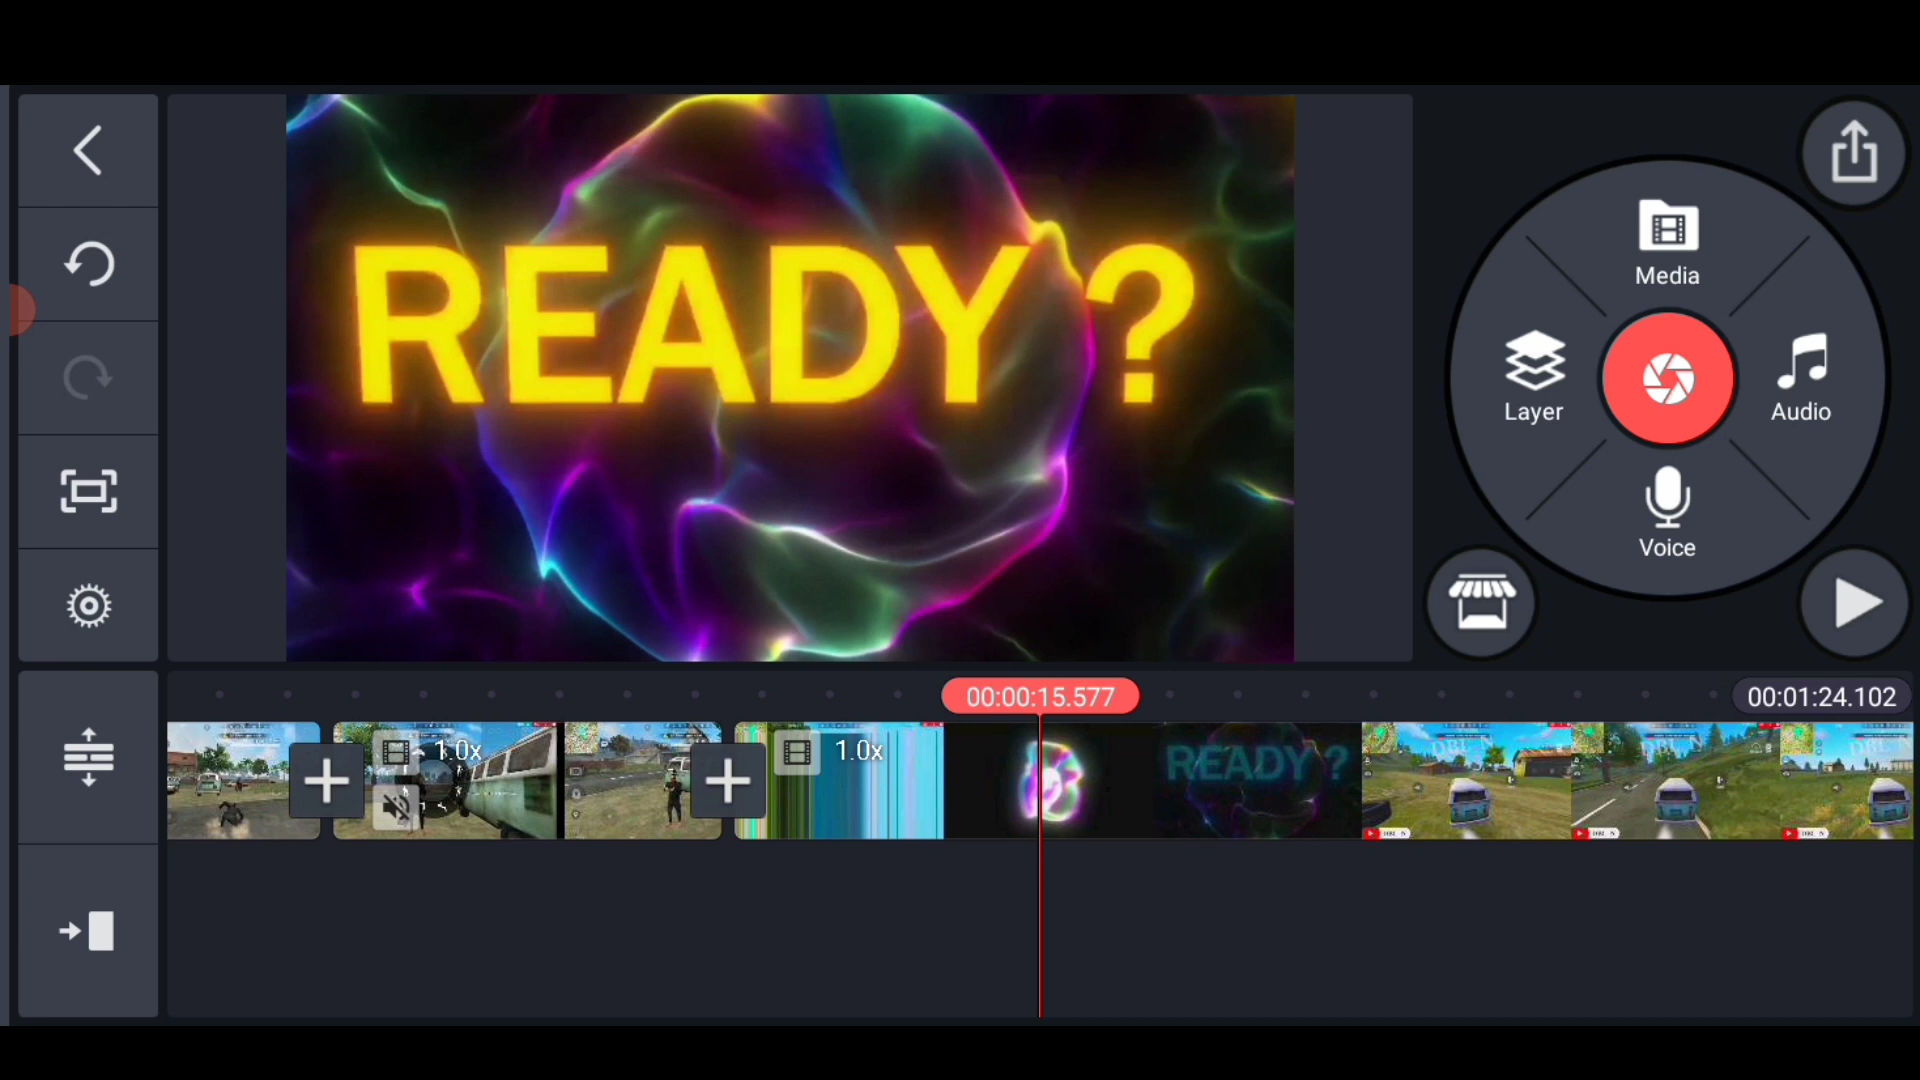 READY ?
Media
Layer
Audio
Voice
00:00:15.577
00:01:24.102
1.0x
1.0x
READY ?